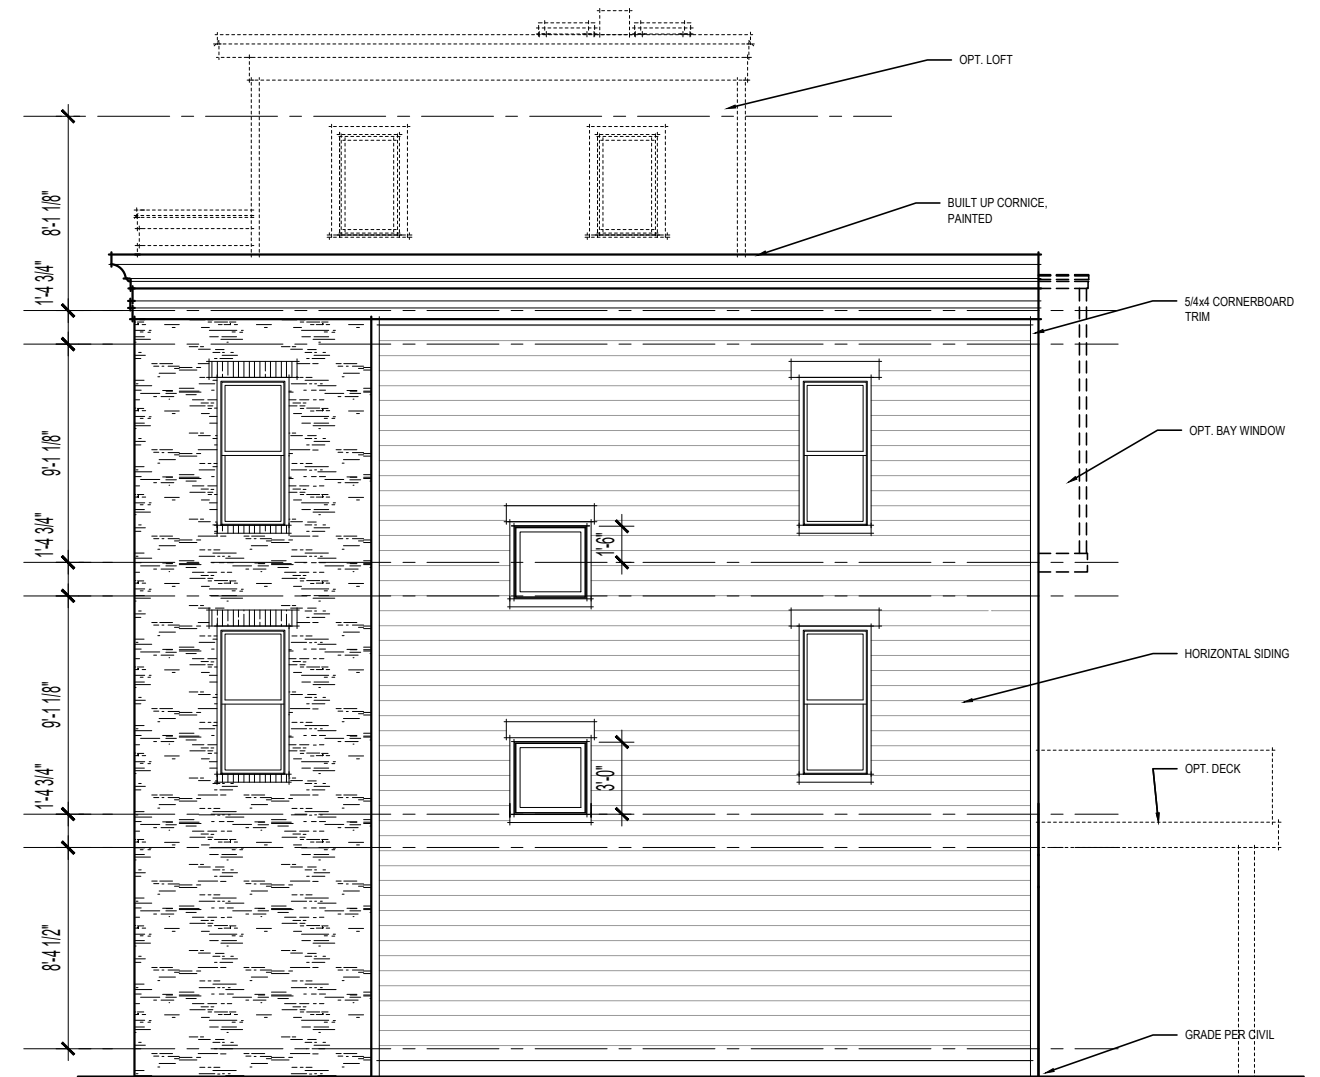 OPT. LOFT
8'-1 1/8"
BUILT UP CORNICE,
PAINTED
1'-4 3/4"
5/4x4 CORNERBOARD
TRIM
9'-1 1/8"
OPT. BAY WINDOW
1'-4 3/4"
1'-6"
HORIZONTAL SIDING
9'-1 1/8"
1'-4 3/4"
3'-0"
OPT. DECK
8'-4 1/2"
GRADE PER CIVIL